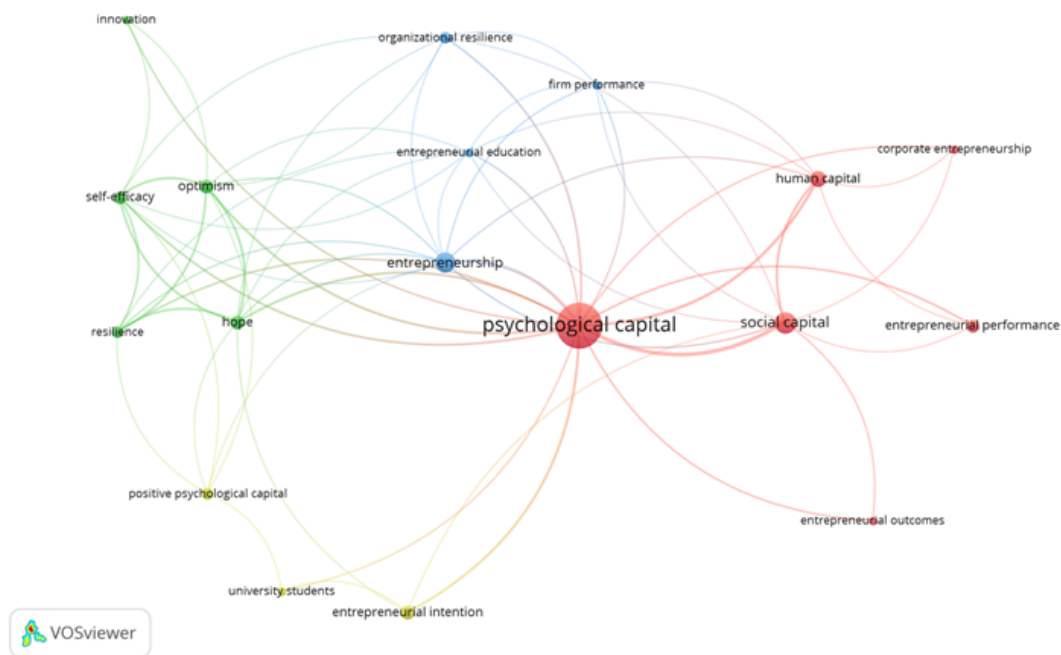 innovation
organizational resilience
firm performance
entrepreneurial education
corporate entrepreneurship
human capital
optimism
self-efficacy
entrepreneurship
psychological capital
social capital
entrepreneurial performance
hope
resilience
positive psychological capital
entrepreneurial outcomes
university students
entrepreneurial intention
VOSviewer